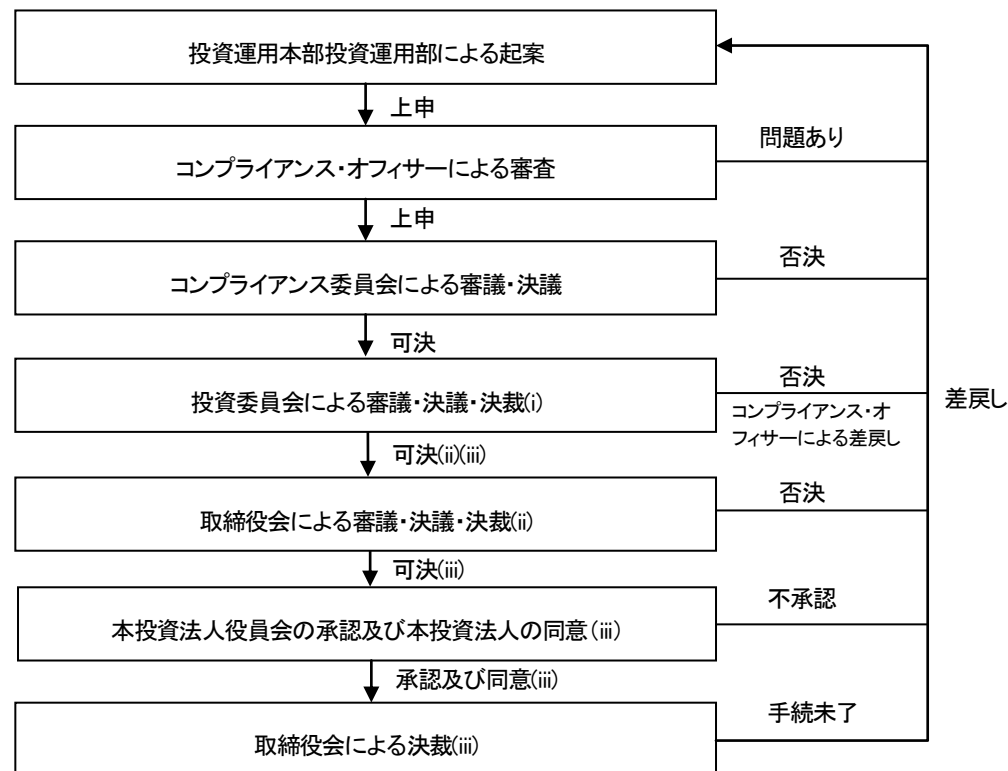 投資運用本部投資運用部による起案
上申
コンプライアンス・オフィサーによる審査
問題あり
上申
コンプライアンス委員会による審議・決議
否決
可決
投資委員会による審議・決議・決裁(i)
否決
コンプライアンス・オ
フィサーによる差戻し
差戻し
可決(ii)(iii)
取締役会による審議・決議・決裁(ii)
否決
可決(iii)
本投資法人役員会の承認及び本投資法人の同意(iii)
不承認
承認及び同意(iii)
取締役会による決裁(iii)
手続未了